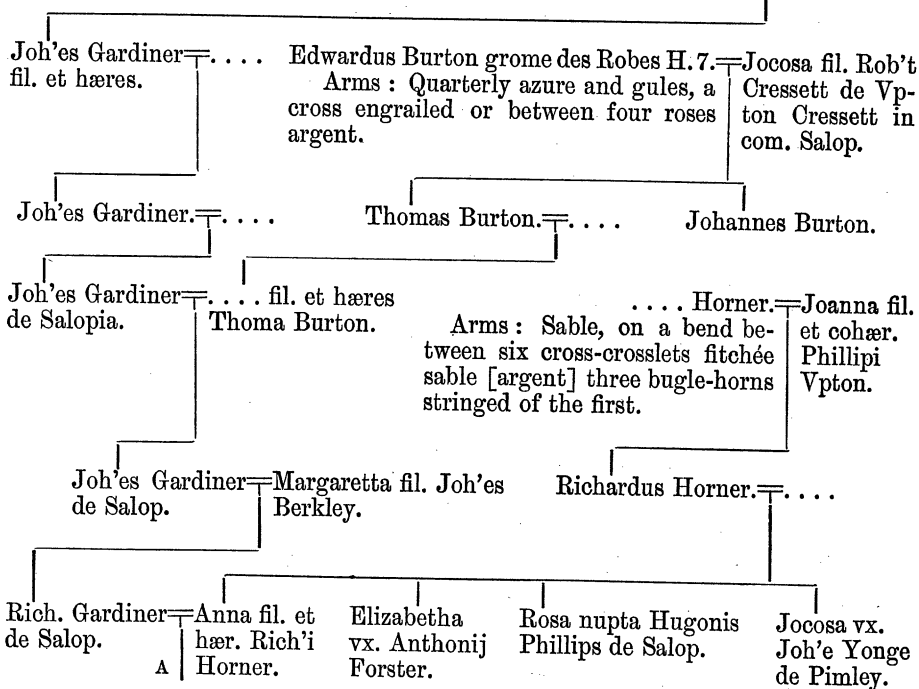 Joh'es Gardiner=. . . .
fil. et hæres.
Edwardus Burton grome des Robes H. 7.=Jocosa fil. Rob't
Arms : Quarterly azure and gules, a
cross engrailed or between four roses
argent.
Cressett de Vp-
ton Cressett in
com. Salop.
Joh'es Gardiner.=. . . .
Thomas Burton.=. . . .
Johannes Burton.
Joh'es Gardiner=. . . . fil. et hæres
de Salopia.
Thoma Burton.
. . . . Horner.=Joanna fil.
Arms : Sable, on a bend be-
tween six cross-crosslets fitchée
sable [argent] three bugle-horns
stringed of the first.
et cohær.
Phillipi
Vpton.
Joh'es Gardiner=Margaretta fil. Joh'es
de Salop.
Berkley.
Richardus Horner.=. . . .
Rich. Gardiner=Anna fil. et
de Salop.
hær. Rich'i
A
Horner.
Elizabetha
vx. Anthonij
Forster.
Rosa nupta Hugonis
Phillips de Salop.
Jocosa vx.
Joh'e Yonge
de Pimley.